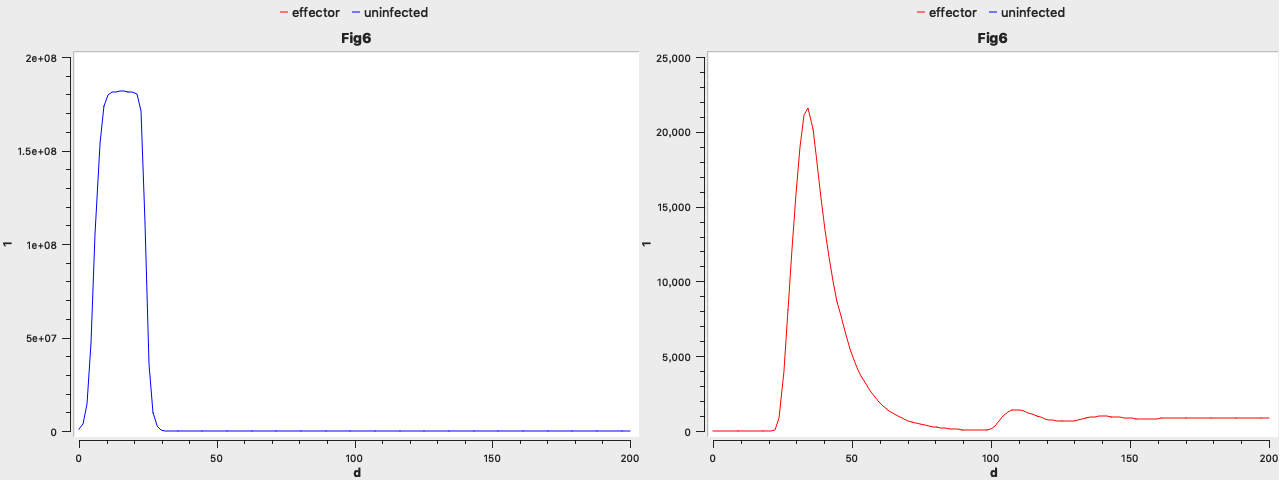 effector uninfected
Fig6
2e+08
1.5e+08
1e+08
5e+07
0
1
0 50 100 150 200
d
effector uninfected
Fig6
25,000
20,000
15,000
10,000
5,000
0
1
0 50 100 150 200
d